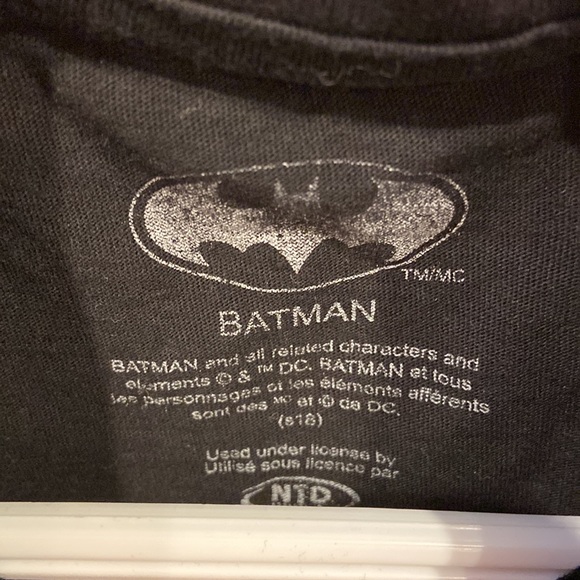 TM/MC
BATMAN
BATMAN and all related characters and
elements © & ™ DC. BATMAN et tous
les personnages et les éléments afférents
sont des MC et © de DC.
(s18)
Used under license by
Utilisé sous licence par
NTD